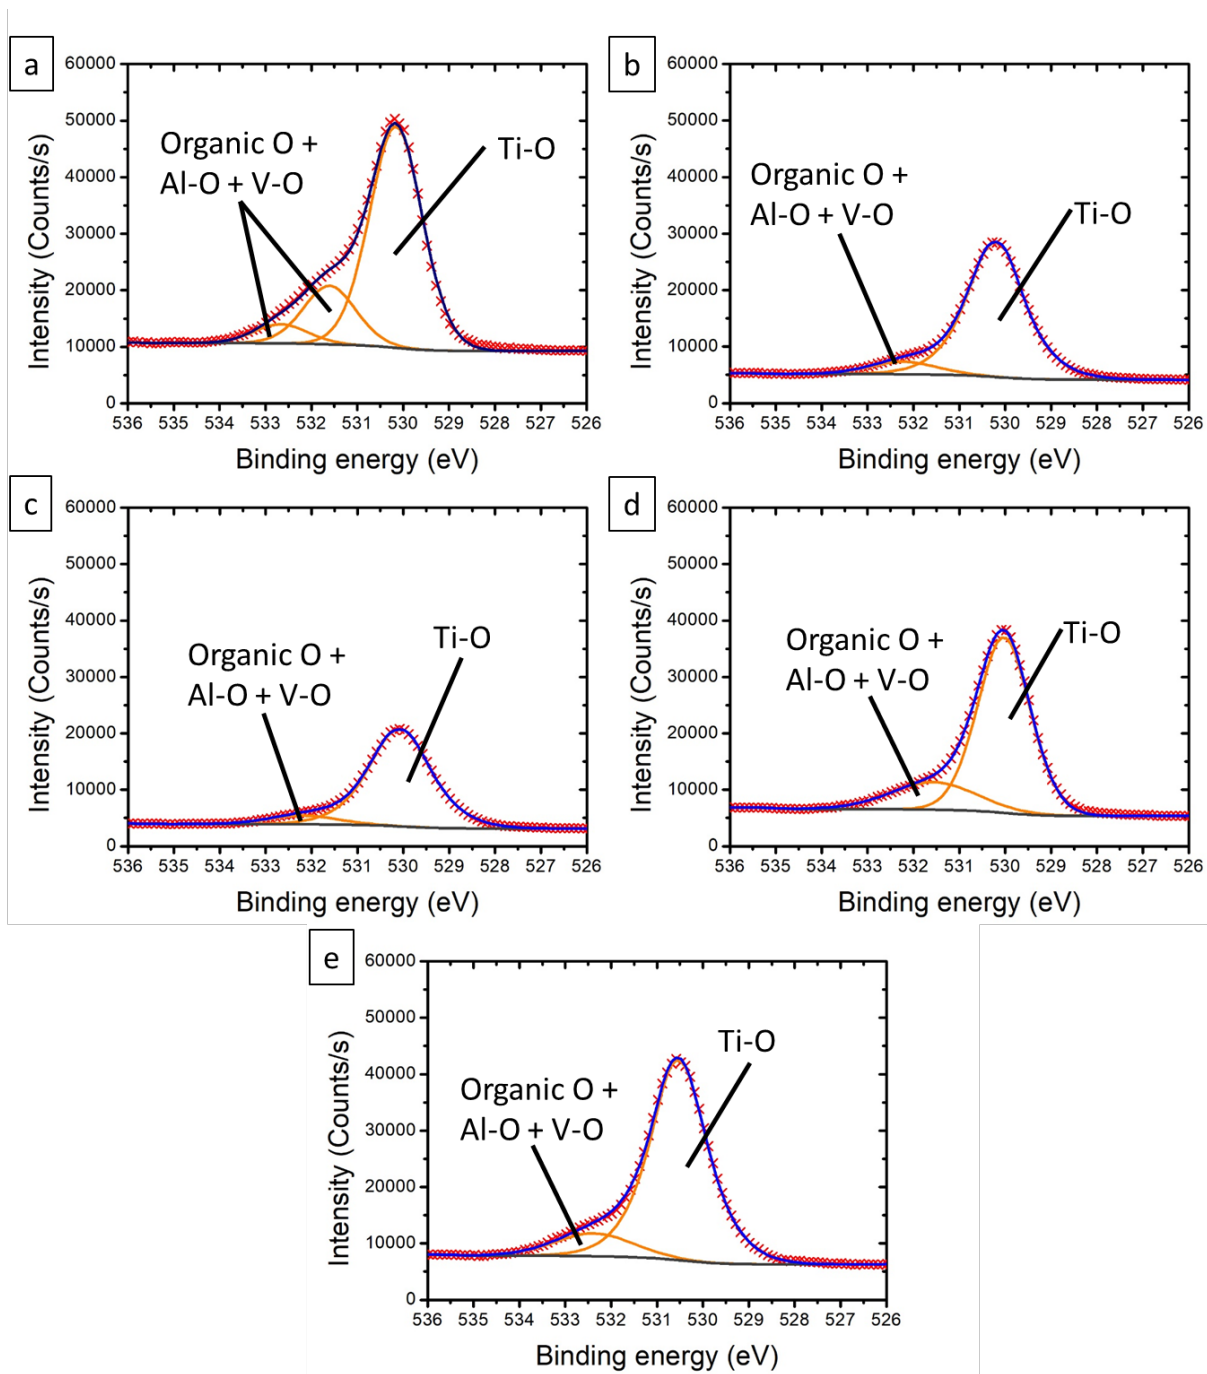 a
60000
50000
40000
30000
20000
10000
0
Intensity (Counts/s)
Organic O +
Al-O + V-O
Ti-O
536 535 534 533 532 531 530 529 528 527 526
Binding energy (eV)
b
60000
50000
40000
30000
20000
10000
0
Intensity (Counts/s)
Organic O +
Al-O + V-O
Ti-O
536 535 534 533 532 531 530 529 528 527 526
Binding energy (eV)
c
60000
50000
40000
30000
20000
10000
0
Intensity (Counts/s)
Organic O +
Al-O + V-O
Ti-O
536 535 534 533 532 531 530 529 528 527 526
Binding energy (eV)
d
60000
50000
40000
30000
20000
10000
0
Intensity (Counts/s)
Organic O +
Al-O + V-O
Ti-O
536 535 534 533 532 531 530 529 528 527 526
Binding energy (eV)
e
60000
50000
40000
30000
20000
10000
0
Intensity (Counts/s)
Organic O +
Al-O + V-O
Ti-O
536 535 534 533 532 531 530 529 528 527 526
Binding energy (eV)